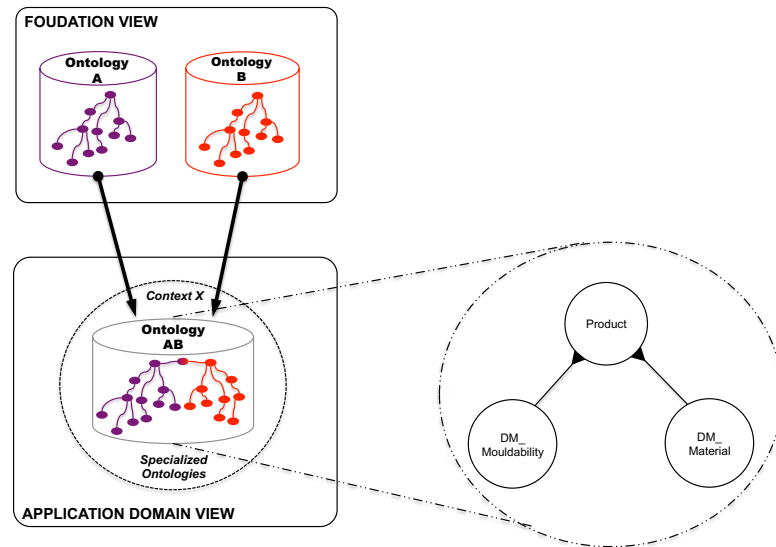 FOUDATION VIEW
Ontology
A
Ontology
B
Context X
Ontology
AB
Specialized
Ontologies
APPLICATION DOMAIN VIEW
Product
DM_
Mouldability
DM_
Material